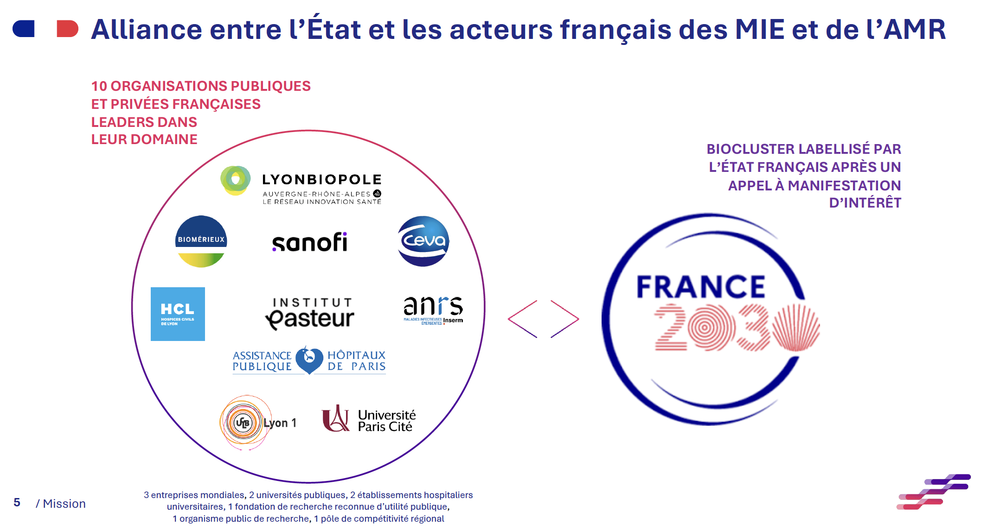 Alliance entre l’État et les acteurs français des MIE et de l’AMR
10 ORGANISATIONS PUBLIQUES
ET PRIVÉES FRANÇAISES
LEADERS DANS
LEUR DOMAINE
LYONBIOPOLE
AUVERGNE-RHÔNE-ALPES
LE RÉSEAU INNOVATION SANTÉ
BIOMÉRIEUX
sanofi
Ceva
HCL
HOSPICES CIVILS
DE LYON
INSTITUT
Pasteur
anrs
MALADIES INFECTIEUSES
ÉMERGENTES
Inserm
ASSISTANCE
PUBLIQUE
HÔPITAUX
DE PARIS
UCLB
Lyon 1
Université
Paris Cité
BIOCLUSTER LABELLISÉ PAR
L’ÉTAT FRANÇAIS APRÈS UN
APPEL À MANIFESTATION
D’INTÉRÊT
FRANCE
2030
3 entreprises mondiales, 2 universités publiques, 2 établissements hospitaliers
universitaires, 1 fondation de recherche reconnue d’utilité publique,
1 organisme public de recherche, 1 pôle de compétitivité régional
5 / Mission